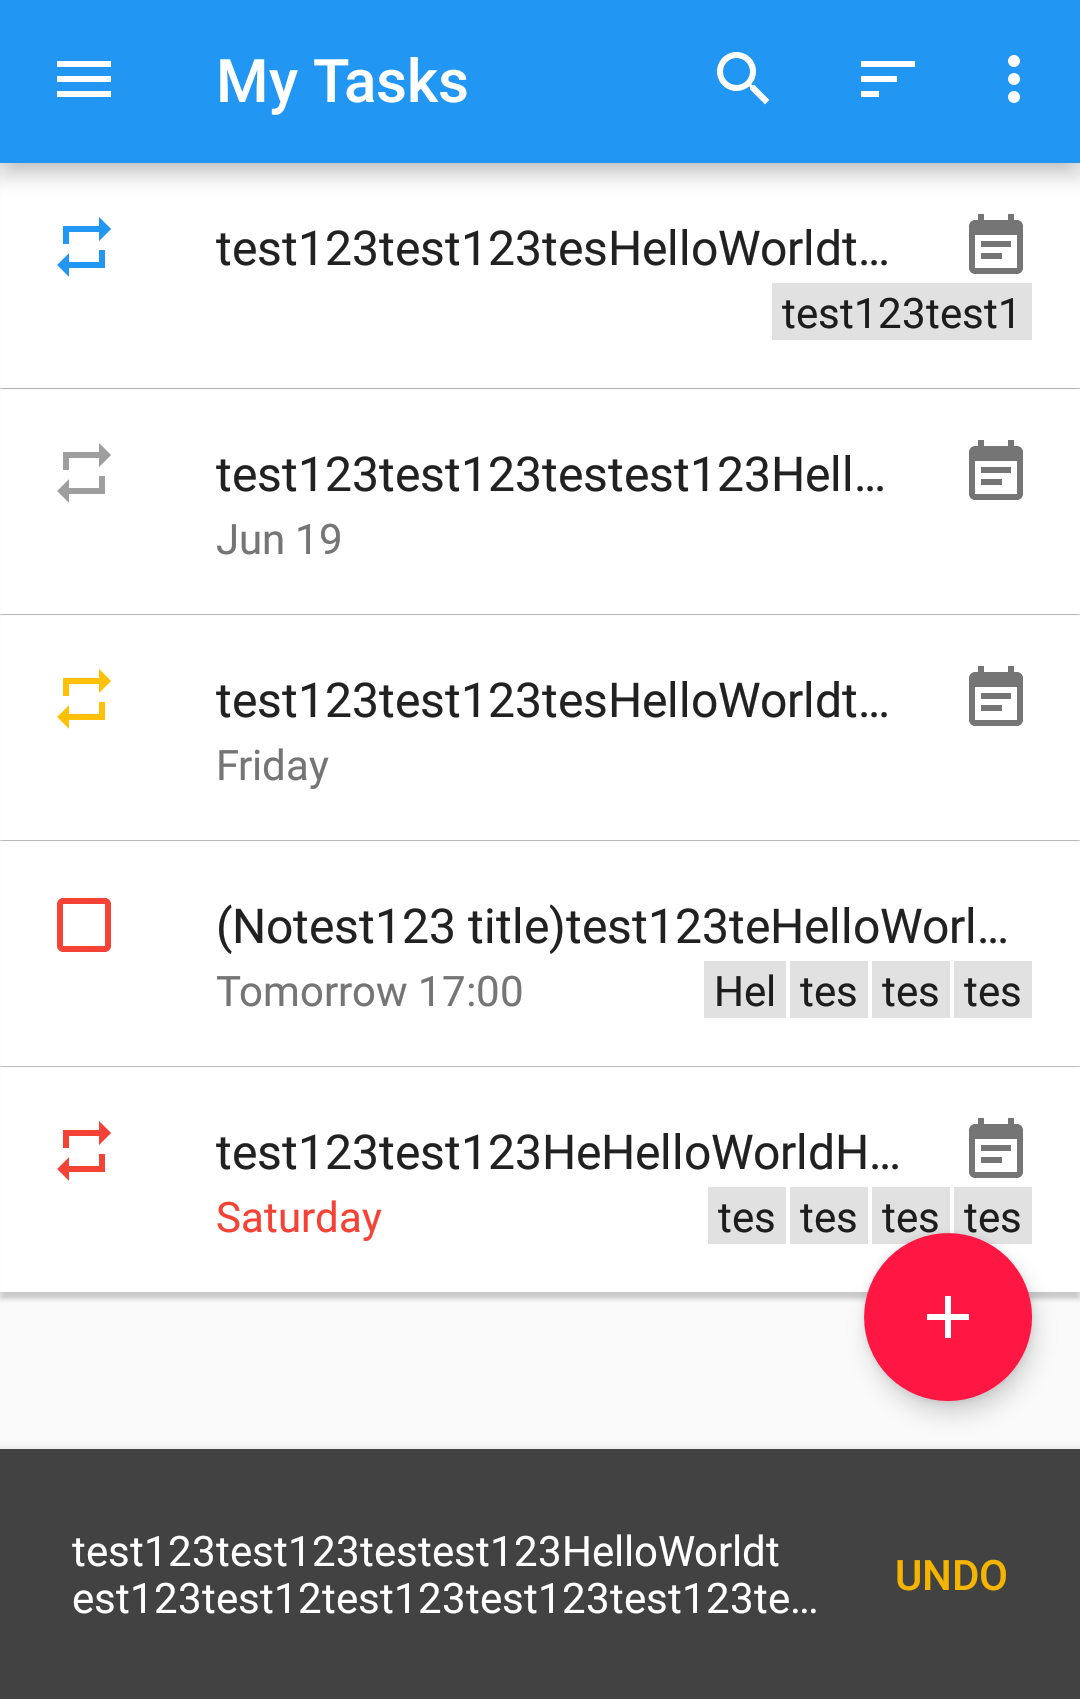 My Tasks
test123test123tesHelloWorldt...
test123test1
test123test123testest123Hell...
Jun 19
test123test123tesHelloWorldt...
Friday
(Notest123 title)test123teHelloWorl...
Tomorrow 17:00 Hel tes tes tes
test123test123HeHelloWorldH...
Saturday tes tes tes tes
test123test123testest123HelloWorldt
est123test12test123test123test123te...
UNDO